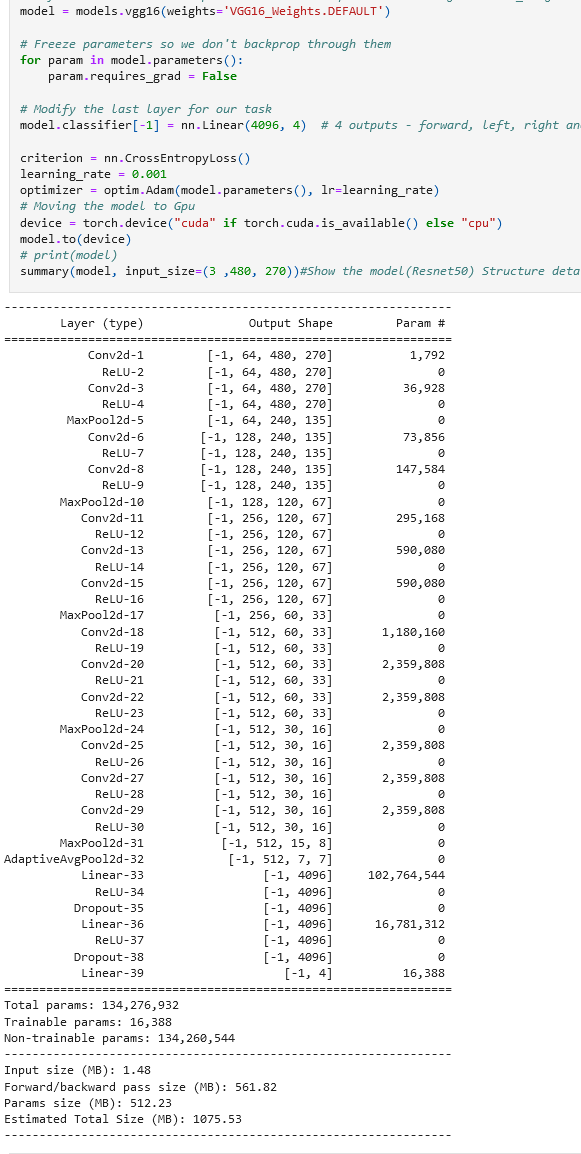 model = models.vgg16(weights='VGG16_Weights.DEFAULT')
# Freeze parameters so we don't backprop through them
for param in model.parameters():
    param.requires_grad = False
# Modify the last layer for our task
model.classifier[-1] = nn.Linear(4096, 4)  # 4 outputs - forward, left, right an
criterion = nn.CrossEntropyLoss()
learning_rate = 0.001
optimizer = optim.Adam(model.parameters(), lr=learning_rate)
# Moving the model to Gpu
device = torch.device("cuda" if torch.cuda.is_available() else "cpu")
model.to(device)
# print(model)
summary(model, input_size=(3 ,480, 270))#Show the model(Resnet50) Structure deta
----------------------------------------------------------------
        Layer (type)               Output Shape         Param #
================================================================
            Conv2d-1         [-1, 64, 480, 270]           1,792
              ReLU-2         [-1, 64, 480, 270]               0
            Conv2d-3         [-1, 64, 480, 270]          36,928
              ReLU-4         [-1, 64, 480, 270]               0
         MaxPool2d-5         [-1, 64, 240, 135]               0
            Conv2d-6        [-1, 128, 240, 135]          73,856
              ReLU-7        [-1, 128, 240, 135]               0
            Conv2d-8        [-1, 128, 240, 135]         147,584
              ReLU-9        [-1, 128, 240, 135]               0
        MaxPool2d-10         [-1, 128, 120, 67]               0
           Conv2d-11         [-1, 256, 120, 67]         295,168
             ReLU-12         [-1, 256, 120, 67]               0
           Conv2d-13         [-1, 256, 120, 67]         590,080
             ReLU-14         [-1, 256, 120, 67]               0
           Conv2d-15         [-1, 256, 120, 67]         590,080
             ReLU-16         [-1, 256, 120, 67]               0
        MaxPool2d-17          [-1, 256, 60, 33]               0
           Conv2d-18          [-1, 512, 60, 33]       1,180,160
             ReLU-19          [-1, 512, 60, 33]               0
           Conv2d-20          [-1, 512, 60, 33]       2,359,808
             ReLU-21          [-1, 512, 60, 33]               0
           Conv2d-22          [-1, 512, 60, 33]       2,359,808
             ReLU-23          [-1, 512, 60, 33]               0
        MaxPool2d-24          [-1, 512, 30, 16]               0
           Conv2d-25          [-1, 512, 30, 16]       2,359,808
             ReLU-26          [-1, 512, 30, 16]               0
           Conv2d-27          [-1, 512, 30, 16]       2,359,808
             ReLU-28          [-1, 512, 30, 16]               0
           Conv2d-29          [-1, 512, 30, 16]       2,359,808
             ReLU-30          [-1, 512, 30, 16]               0
        MaxPool2d-31           [-1, 512, 15, 8]               0
AdaptiveAvgPool2d-32            [-1, 512, 7, 7]               0
           Linear-33                 [-1, 4096]     102,764,544
             ReLU-34                 [-1, 4096]               0
          Dropout-35                 [-1, 4096]               0
           Linear-36                 [-1, 4096]      16,781,312
             ReLU-37                 [-1, 4096]               0
          Dropout-38                 [-1, 4096]               0
           Linear-39                    [-1, 4]          16,388
================================================================
Total params: 134,276,932
Trainable params: 16,388
Non-trainable params: 134,260,544
----------------------------------------------------------------
Input size (MB): 1.48
Forward/backward pass size (MB): 561.82
Params size (MB): 512.23
Estimated Total Size (MB): 1075.53
----------------------------------------------------------------